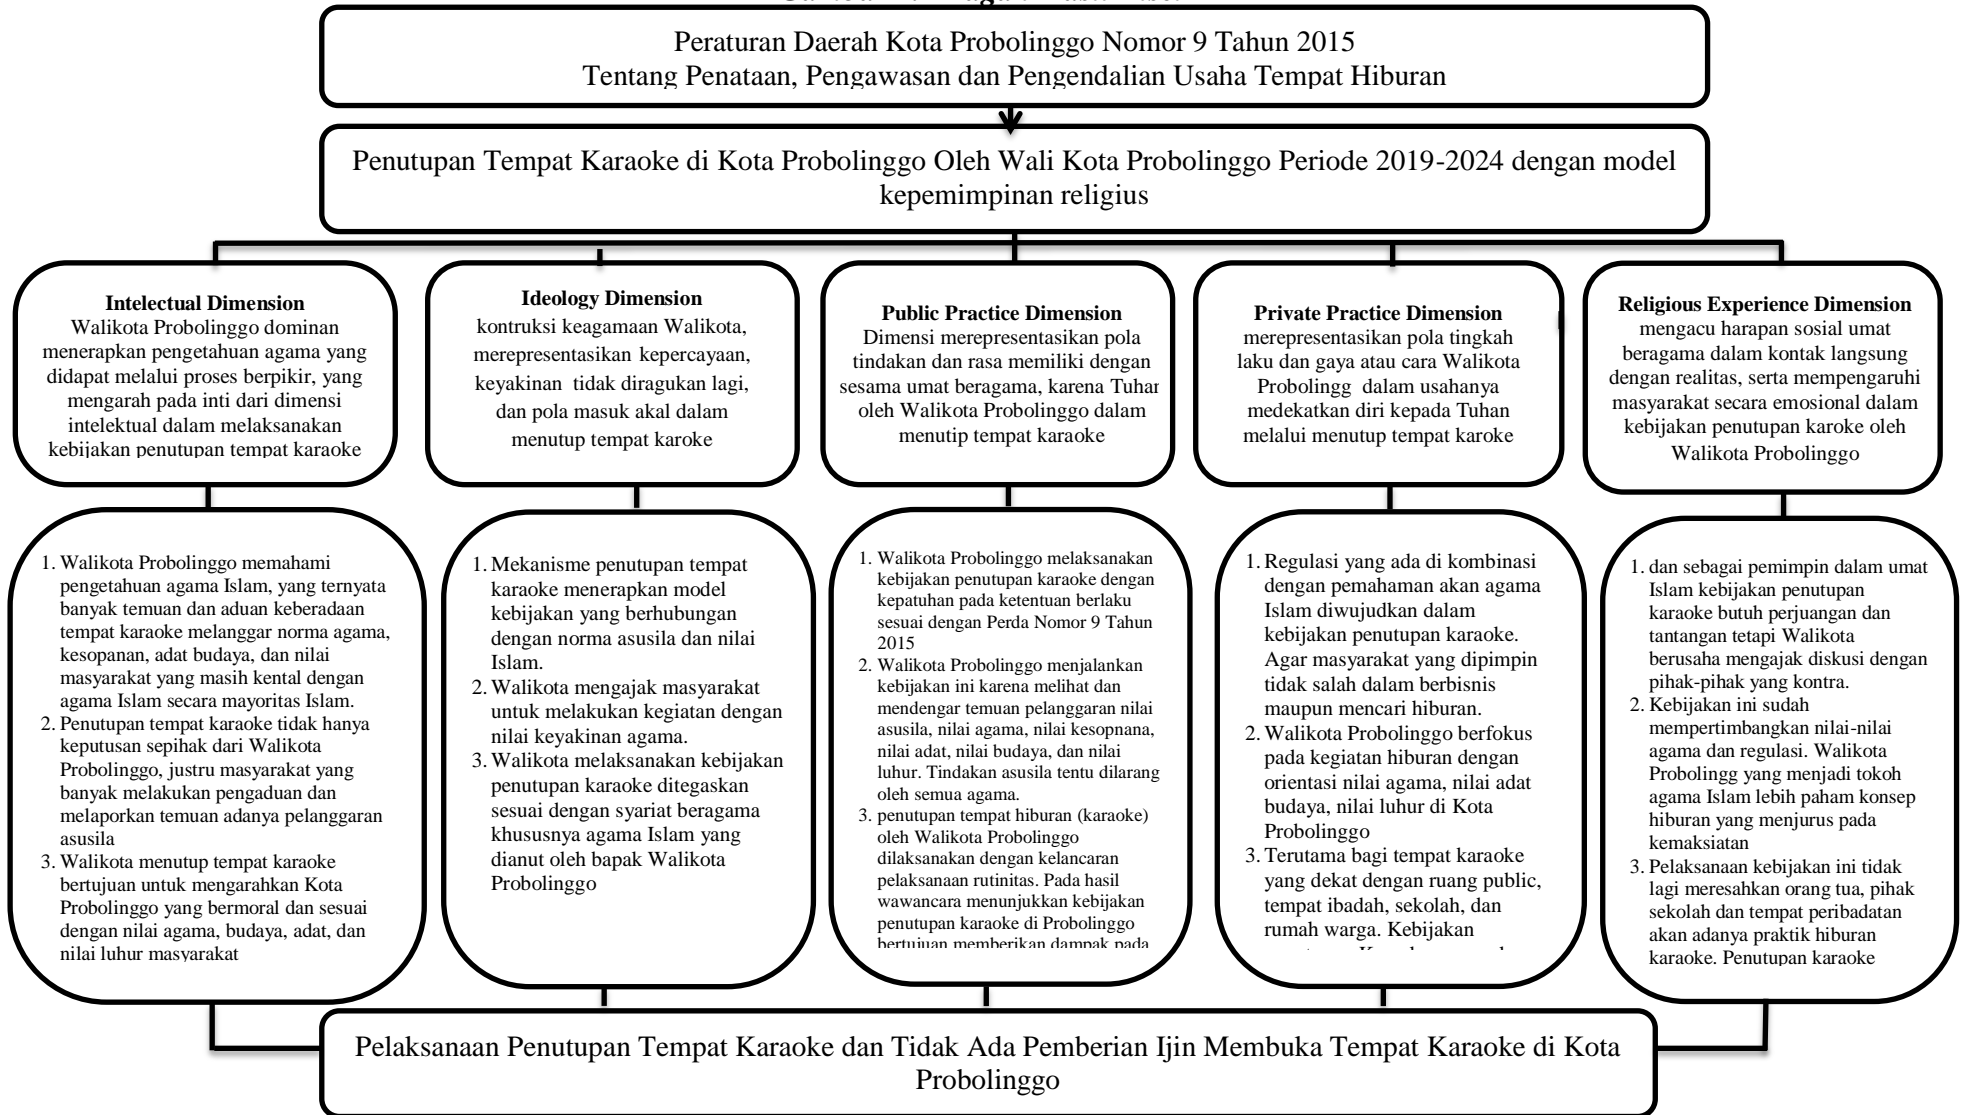 Peraturan Daerah Kota Probolinggo Nomor 9 Tahun 2015
Tentang Penataan, Pengawasan dan Pengendalian Usaha Tempat Hiburan
Penutupan Tempat Karaoke di Kota Probolinggo Oleh Wali Kota Probolinggo Periode 2019-2024 dengan model
kepemimpinan religius
Intelectual Dimension
Walikota Probolinggo dominan
menerapkan pengetahuan agama yang
didapat melalui proses berpikir, yang
mengarah pada inti dari dimensi
intelektual dalam melaksanakan
kebijakan penutupan tempat karaoke
Ideology Dimension
kontruksi keagamaan Walikota,
merepresentasikan kepercayaan,
keyakinan tidak diragukan lagi,
dan pola masuk akal dalam
menutup tempat karoke
Public Practice Dimension
Dimensi merepresentasikan pola
tindakan dan rasa memiliki dengan
sesama umat beragama, karena Tuhan
oleh Walikota Probolinggo dalam
menutip tempat karaoke
Private Practice Dimension
merepresentasikan pola tingkah
laku dan gaya atau cara Walikota
Probolingg dalam usahanya
medekatkan diri kepada Tuhan
melalui menutup tempat karoke
Religious Experience Dimension
mengacu harapan sosial umat
beragama dalam kontak langsung
dengan realitas, serta mempengaruhi
masyarakat secara emosional dalam
kebijakan penutupan karoke oleh
Walikota Probolinggo
1. Walikota Probolinggo memahami
pengetahuan agama Islam, yang ternyata
banyak temuan dan aduan keberadaan
tempat karaoke melanggar norma agama,
kesopanan, adat budaya, dan nilai
masyarakat yang masih kental dengan
agama Islam secara mayoritas Islam.
2. Penutupan tempat karaoke tidak hanya
keputusan sepihak dari Walikota
Probolinggo, justru masyarakat yang
banyak melakukan pengaduan dan
melaporkan temuan adanya pelanggaran
asusila
3. Walikota menutup tempat karaoke
bertujuan untuk mengarahkan Kota
Probolinggo yang bermoral dan sesuai
dengan nilai agama, budaya, adat, dan
nilai luhur masyarakat
1. Mekanisme penutupan tempat
karaoke menerapkan model
kebijakan yang berhubungan
dengan norma asusila dan nilai
Islam.
2. Walikota mengajak masyarakat
untuk melakukan kegiatan dengan
nilai keyakinan agama.
3. Walikota melaksanakan kebijakan
penutupan karaoke ditegaskan
sesuai dengan syariat beragama
khususnya agama Islam yang
dianut oleh bapak Walikota
Probolinggo
1. Walikota Probolinggo melaksanakan
kebijakan penutupan karaoke dengan
kepatuhan pada ketentuan berlaku
sesuai dengan Perda Nomor 9 Tahun
2015
2. Walikota Probolinggo menjalankan
kebijakan ini karena melihat dan
mendengar temuan pelanggaran nilai
asusila, nilai agama, nilai kesopnana,
nilai adat, nilai budaya, dan nilai
luhur. Tindakan asusila tentu dilarang
oleh semua agama.
3. penutupan tempat hiburan (karaoke)
oleh Walikota Probolinggo
dilaksanakan dengan kelancaran
pelaksanaan rutinitas. Pada hasil
wawancara menunjukkan kebijakan
penutupan karaoke di Probolinggo
bertujuan memberikan dampak pada
1. Regulasi yang ada di kombinasi
dengan pemahaman akan agama
Islam diwujudkan dalam
kebijakan penutupan karaoke.
Agar masyarakat yang dipimpin
tidak salah dalam berbisnis
maupun mencari hiburan.
2. Walikota Probolinggo berfokus
pada kegiatan hiburan dengan
orientasi nilai agama, nilai adat
budaya, nilai luhur di Kota
Probolinggo
3. Terutama bagi tempat karaoke
yang dekat dengan ruang public,
tempat ibadah, sekolah, dan
rumah warga. Kebijakan
1. dan sebagai pemimpin dalam umat
Islam kebijakan penutupan
karaoke butuh perjuangan dan
tantangan tetapi Walikota
berusaha mengajak diskusi dengan
pihak-pihak yang kontra.
2. Kebijakan ini sudah
mempertimbangkan nilai-nilai
agama dan regulasi. Walikota
Probolingg yang menjadi tokoh
agama Islam lebih paham konsep
hiburan yang menjurus pada
kemaksiatan
3. Pelaksanaan kebijakan ini tidak
lagi meresahkan orang tua, pihak
sekolah dan tempat peribadatan
akan adanya praktik hiburan
karaoke. Penutupan karaoke
Pelaksanaan Penutupan Tempat Karaoke dan Tidak Ada Pemberian Ijin Membuka Tempat Karaoke di Kota
Probolinggo